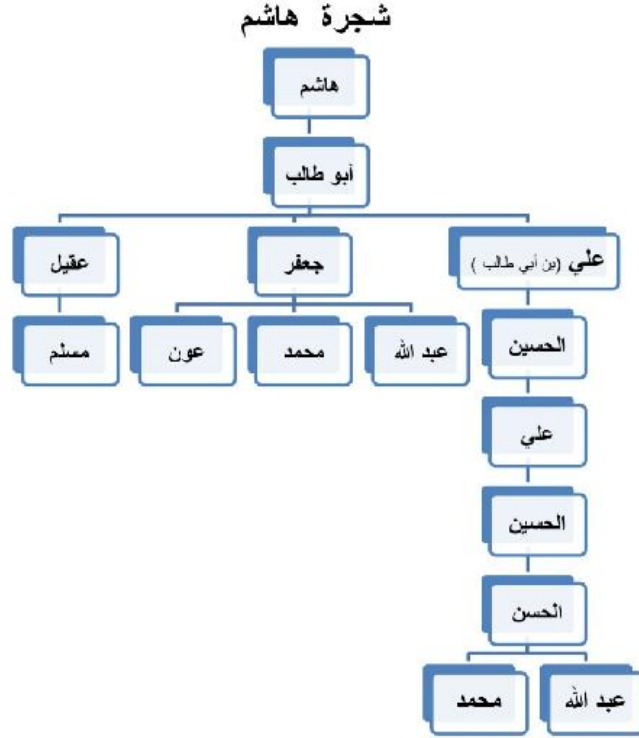 شجرة هاشم
هاشم
أبو طالب
علي (بن أبي طالب )
جعفر
عقيل
الحسين
عبد الله
محمد
عون
مسلم
علي
الحسين
الحسن
عبد الله
محمد